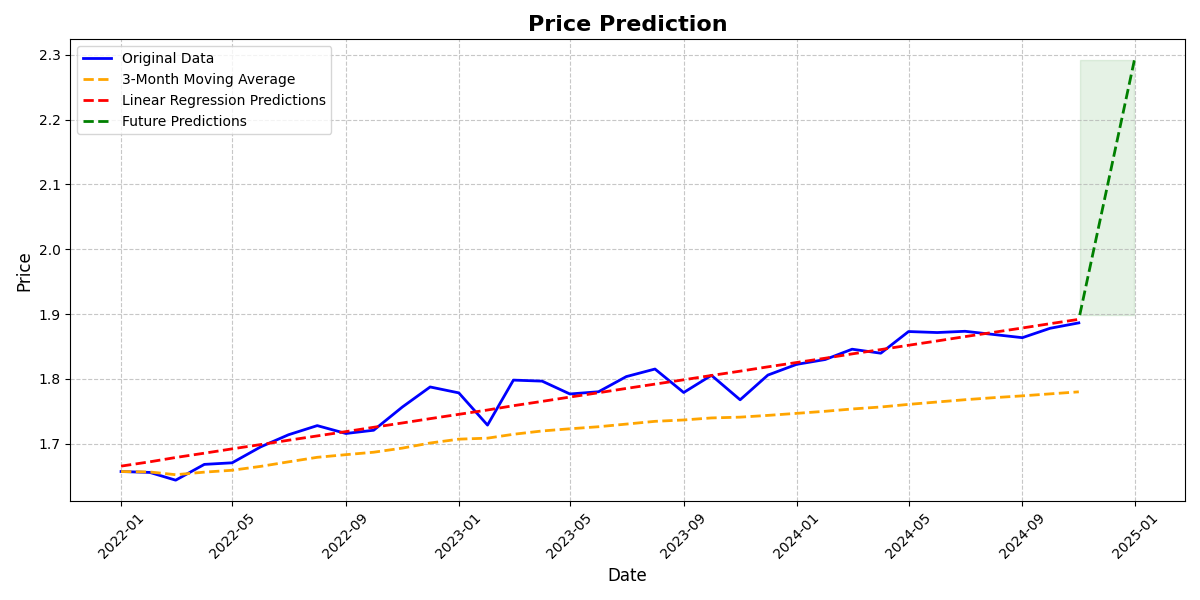 Price Prediction
Original Data
3-Month Moving Average
Linear Regression Predictions
Future Predictions
2.3
2.2
2.1
2.0
1.9
1.8
1.7
Price
2022-01
2022-05
2022-09
2023-01
2023-05
2023-09
2024-01
2024-05
2024-09
2025-01
Date